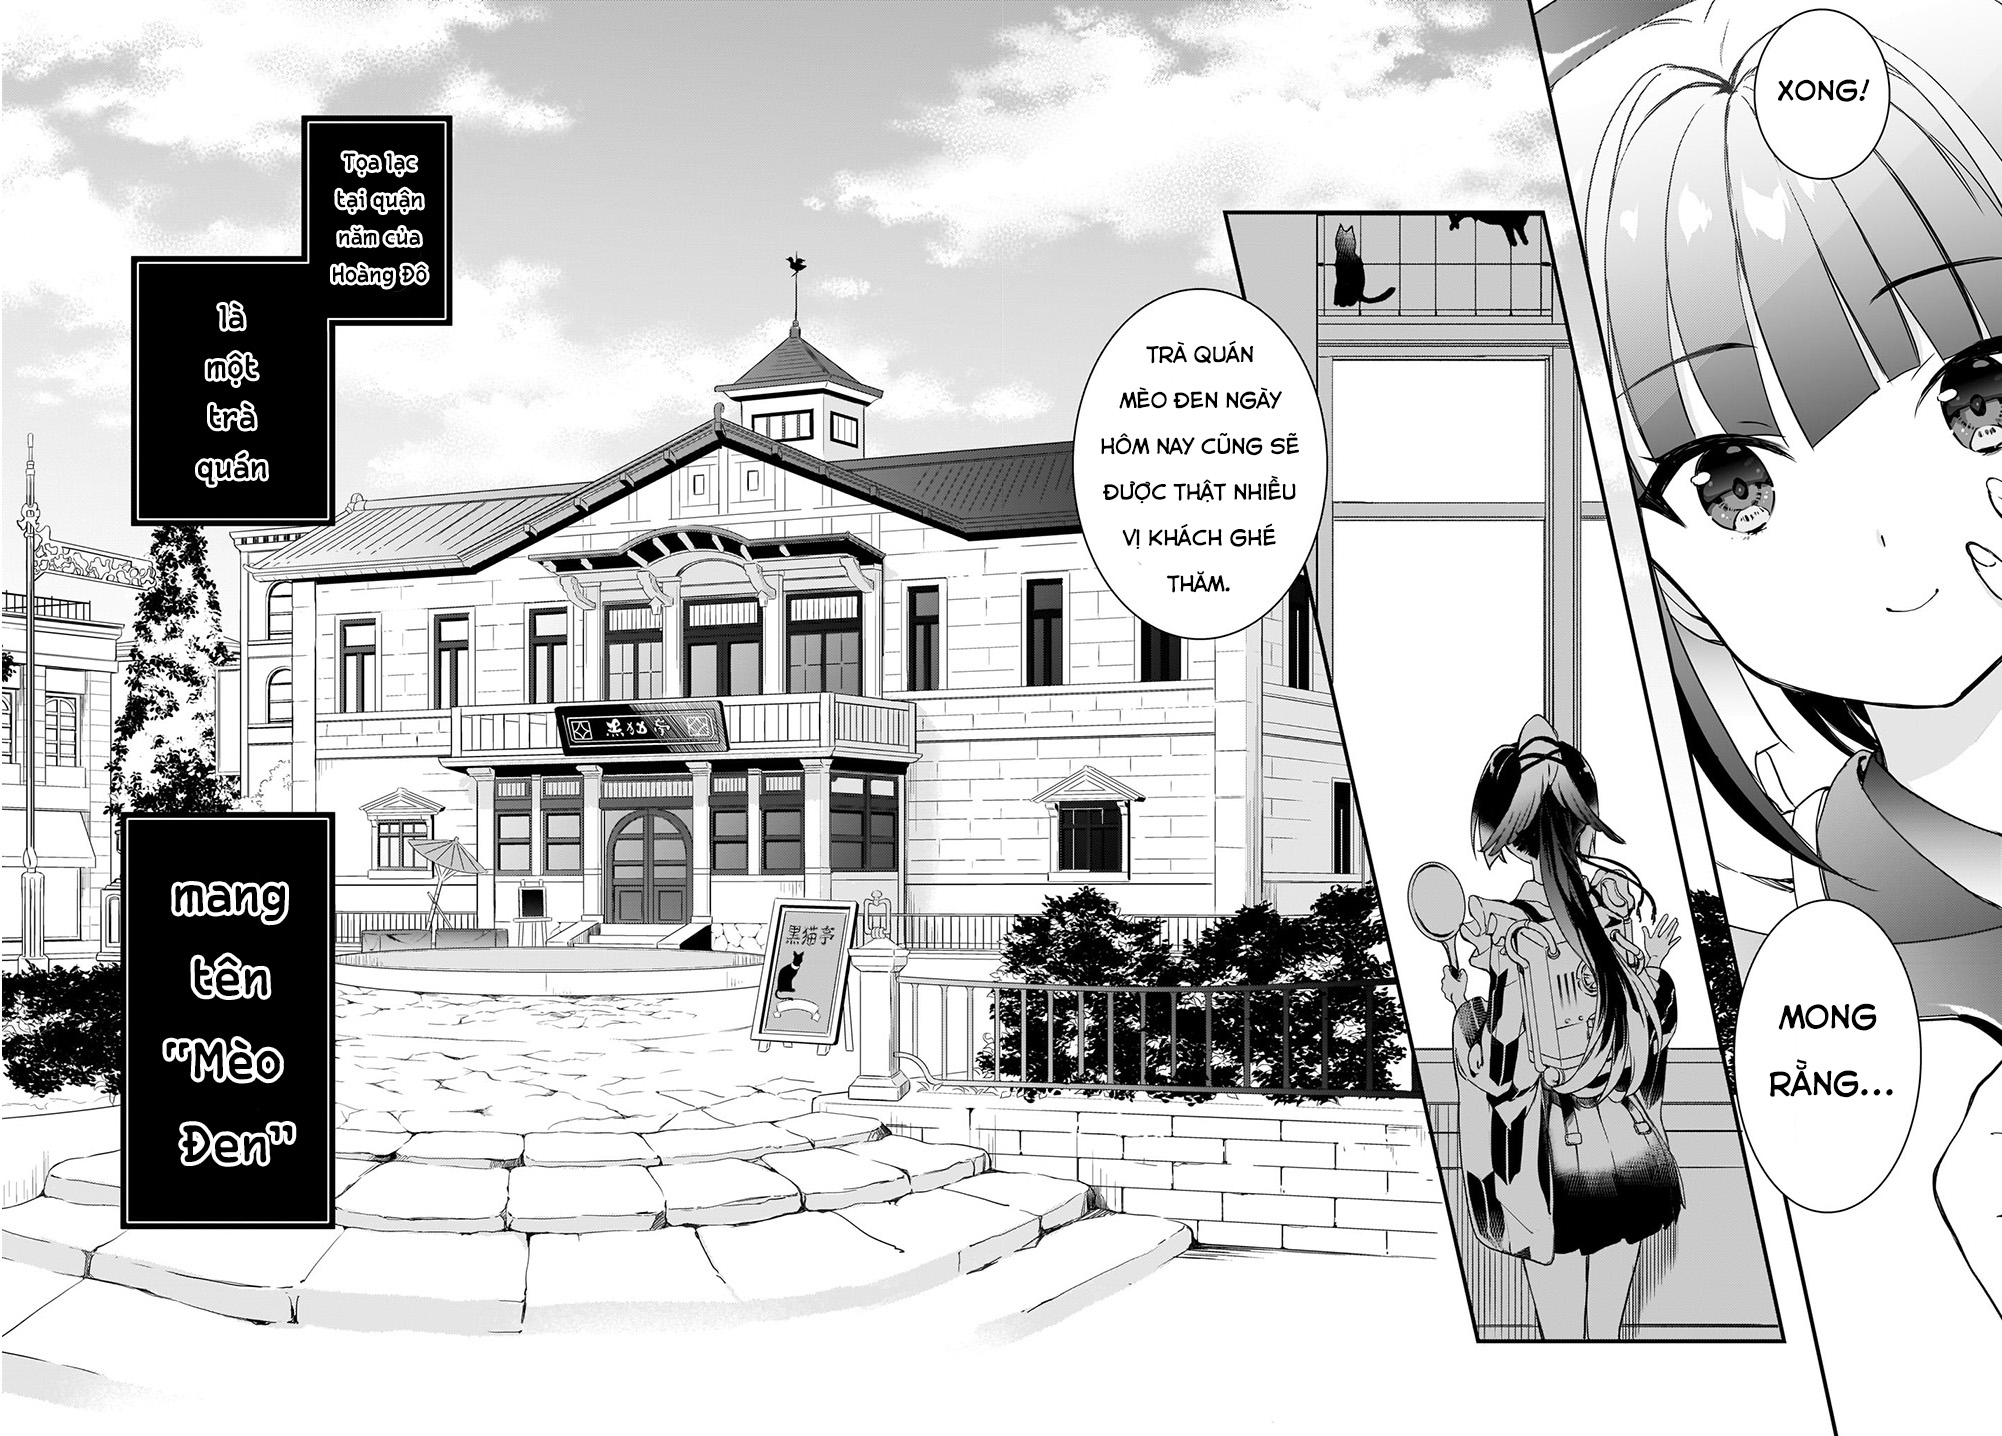 XONG!
MONG
RẰNG...
TRÀ QUÁN
MÈO ĐEN NGÀY
HÔM NAY CŨNG SẼ
ĐƯỢC THẬT NHIỀU
VỊ KHÁCH GHÉ
THĂM.
Tọa lạc
tại quận
năm của
Hoàng Đô
là
một
trà
quán
mang
tên
"Mèo
Đen"
黒猫亭
黒猫亭